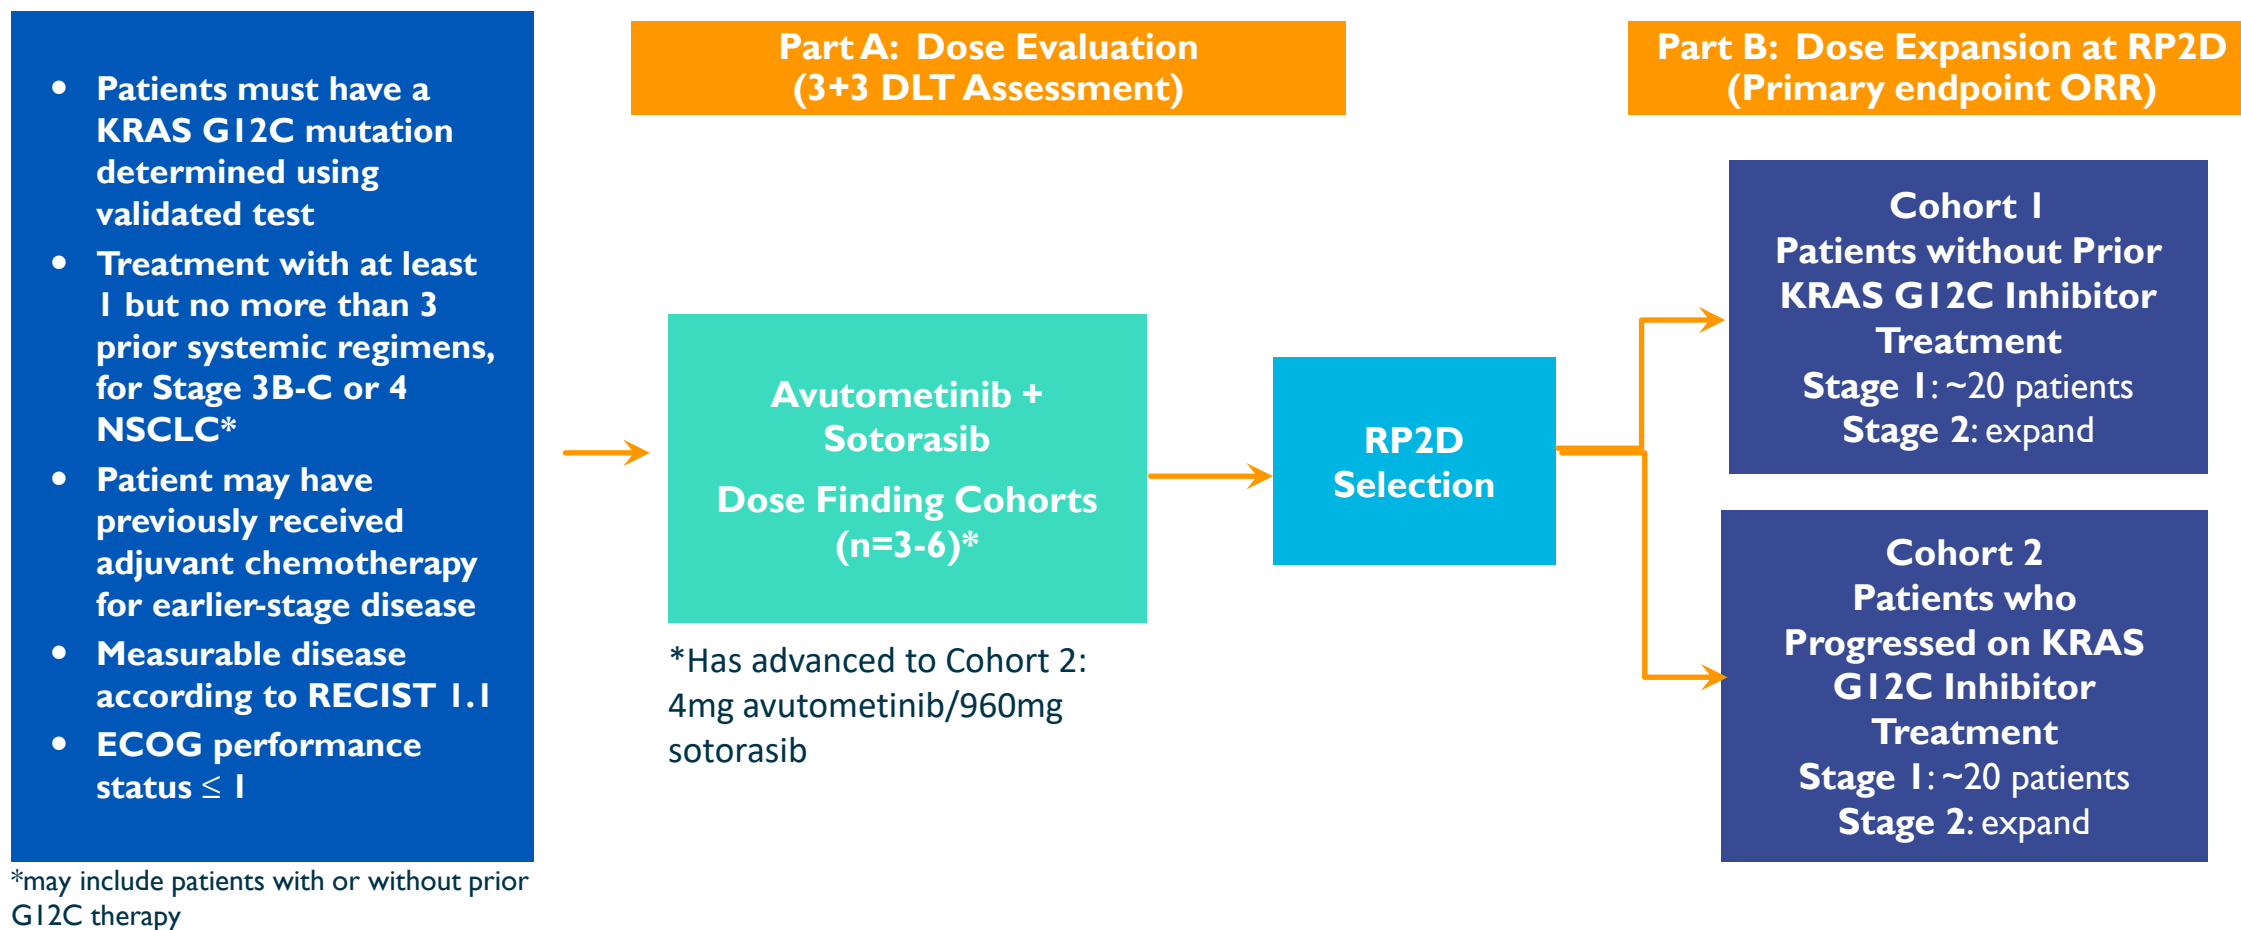 • Patients must have a
KRAS G12C mutation
determined using
validated test
• Treatment with at least
1 but no more than 3
prior systemic regimens,
for Stage 3B-C or 4
NSCLC*
• Patient may have
previously received
adjuvant chemotherapy
for earlier-stage disease
• Measurable disease
according to RECIST 1.1
• ECOG performance
status ≤ 1
*may include patients with or without prior
G12C therapy
Part A: Dose Evaluation
(3+3 DLT Assessment)
Avutometinib +
Sotorasib
Dose Finding Cohorts
(n=3-6)*
*Has advanced to Cohort 2:
4mg avutometinib/960mg
sotorasib
RP2D
Selection
Part B: Dose Expansion at RP2D
(Primary endpoint ORR)
Cohort 1
Patients without Prior
KRAS G12C Inhibitor
Treatment
Stage 1: ~20 patients
Stage 2: expand
Cohort 2
Patients who
Progressed on KRAS
G12C Inhibitor
Treatment
Stage 1: ~20 patients
Stage 2: expand